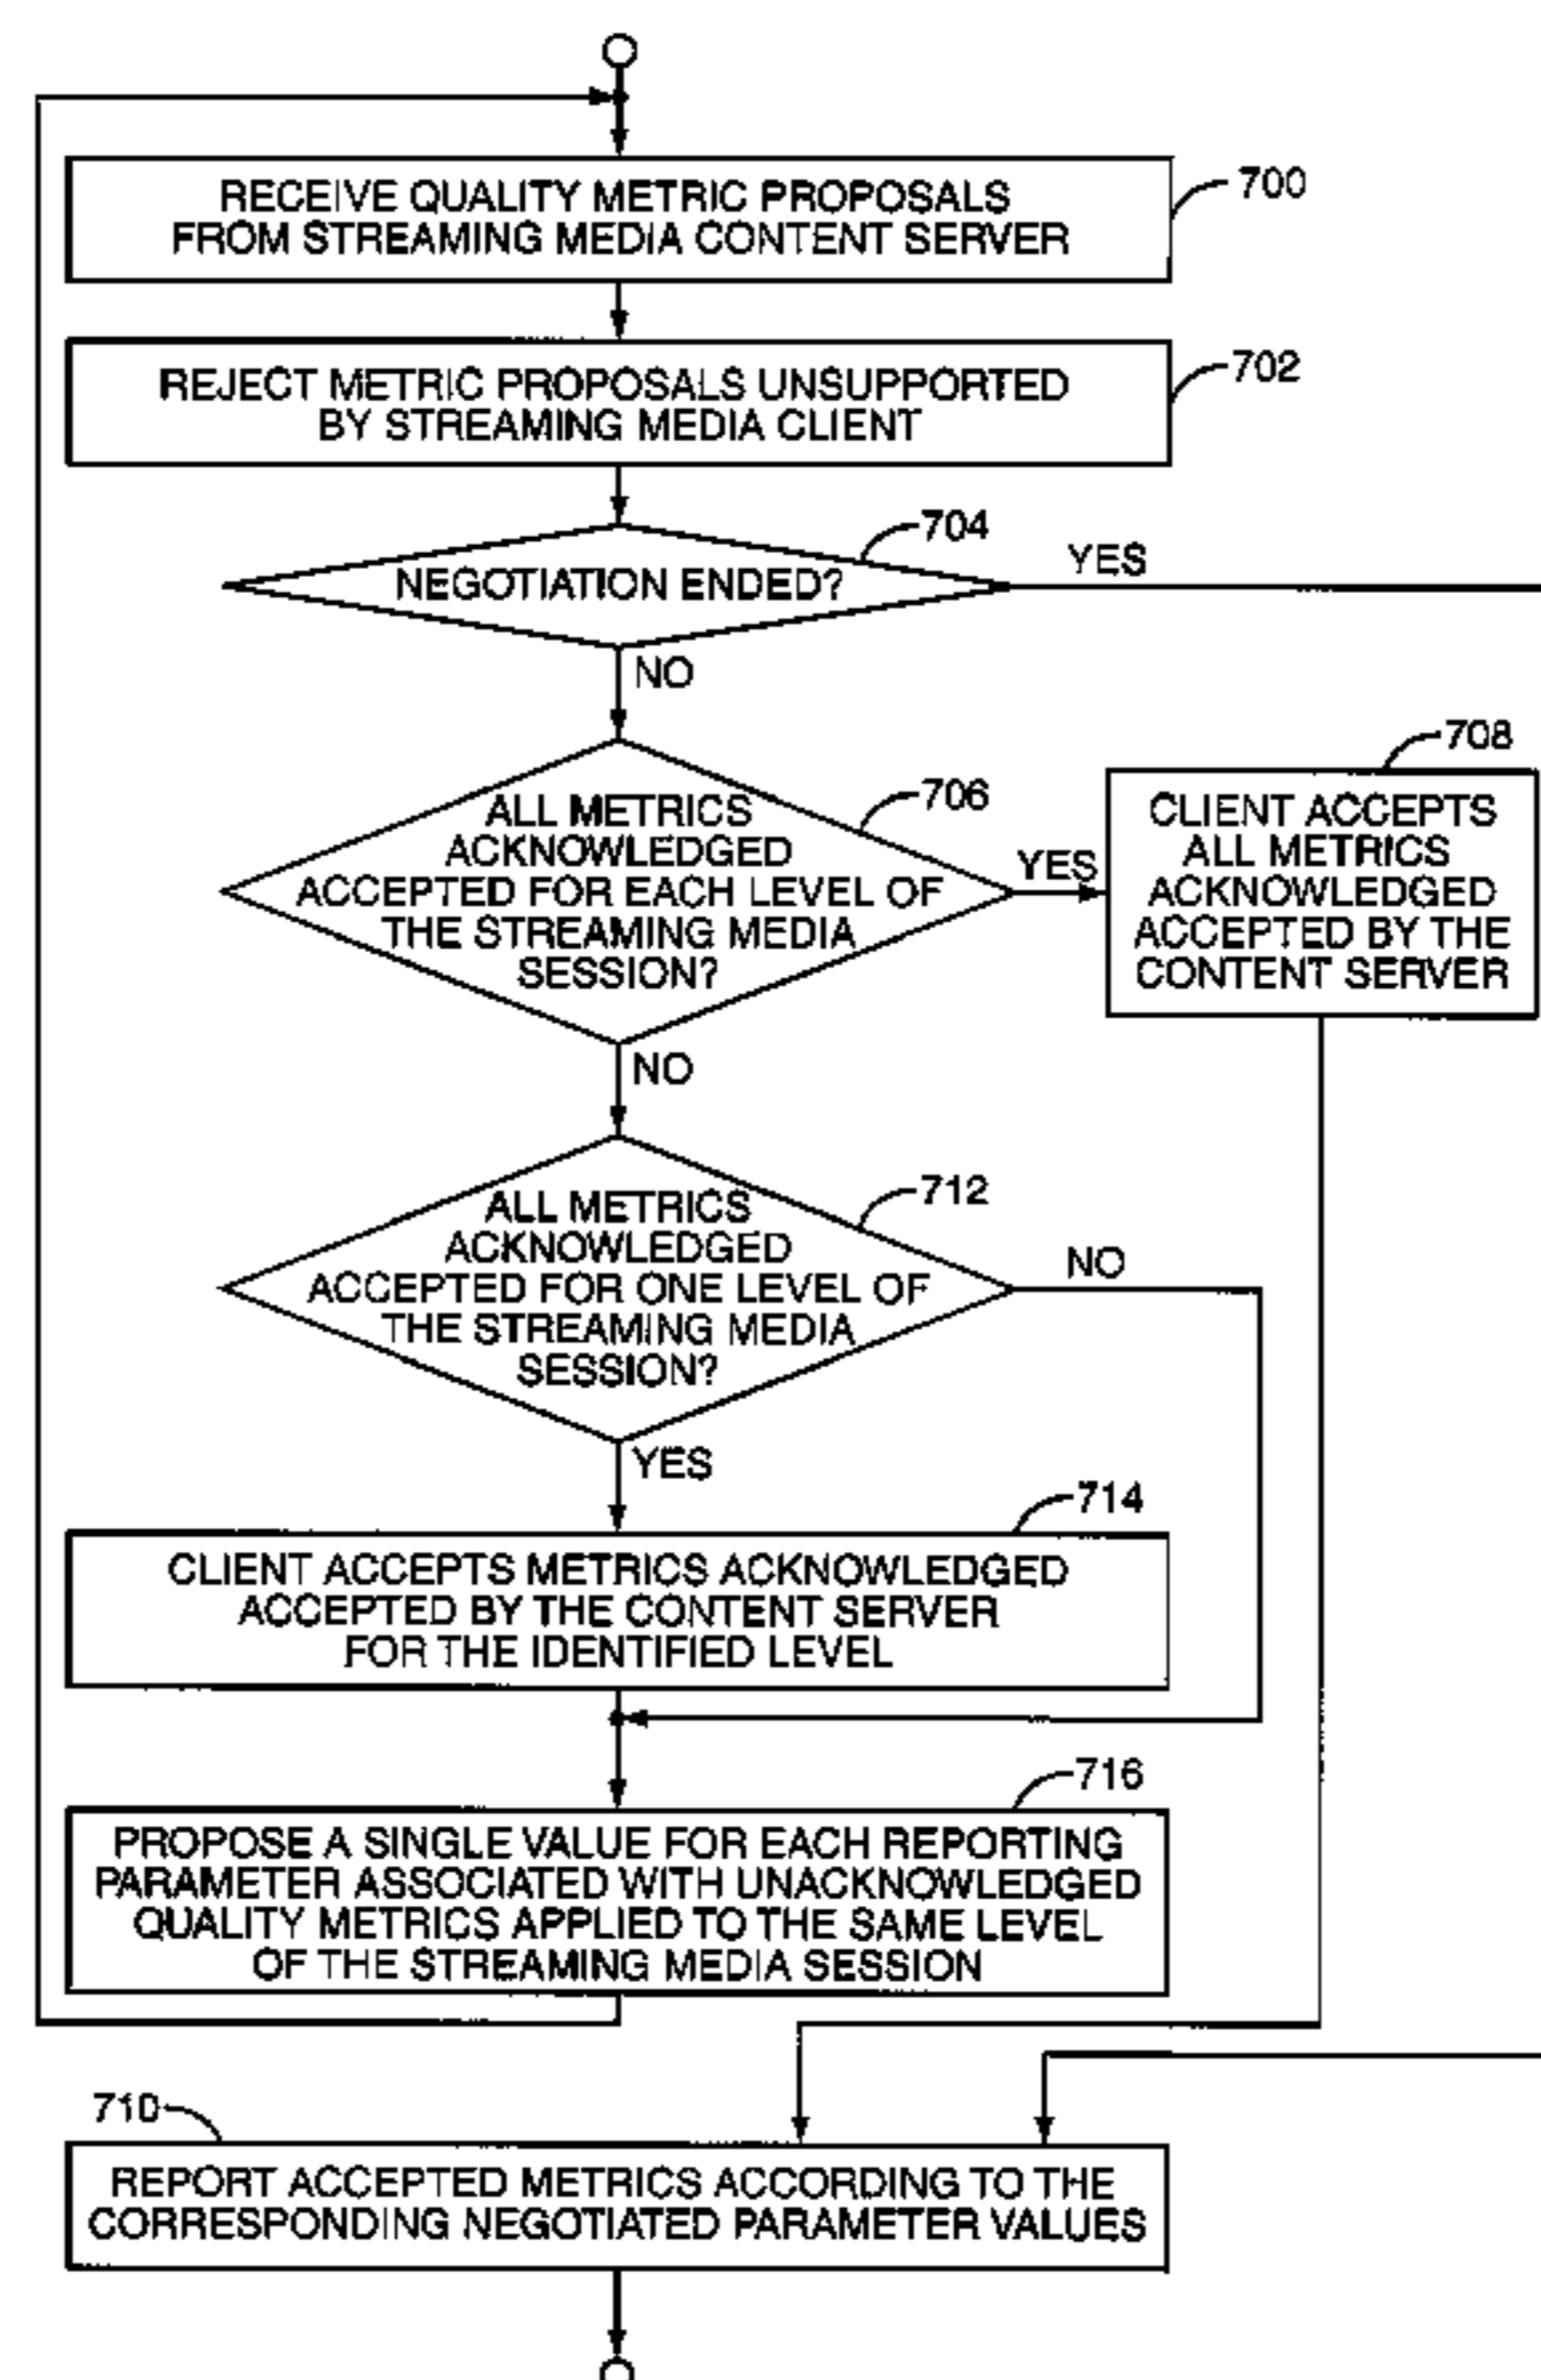 RECEIVE QUALITY METRIC PROPOSALS
FROM STREAMING MEDIA CONTENT SERVER
700
REJECT METRIC PROPOSALS UNSUPPORTED
BY STREAMING MEDIA CLIENT
702
704
NEGOTIATION ENDED?
YES
NO
706
ALL METRICS
ACKNOWLEDGED
ACCEPTED FOR EACH LEVEL OF
THE STREAMING MEDIA
SESSION?
YES
708
CLIENT ACCEPTS
ALL METRICS
ACKNOWLEDGED
ACCEPTED BY THE
CONTENT SERVER
NO
712
ALL METRICS
ACKNOWLEDGED
ACCEPTED FOR ONE LEVEL OF
THE STREAMING MEDIA
SESSION?
NO
YES
714
CLIENT ACCEPTS METRICS ACKNOWLEDGED
ACCEPTED BY THE CONTENT SERVER
FOR THE IDENTIFIED LEVEL
716
PROPOSE A SINGLE VALUE FOR EACH REPORTING
PARAMETER ASSOCIATED WITH UNACKNOWLEDGED
QUALITY METRICS APPLIED TO THE SAME LEVEL
OF THE STREAMING MEDIA SESSION
710
REPORT ACCEPTED METRICS ACCORDING TO THE
CORRESPONDING NEGOTIATED PARAMETER VALUES